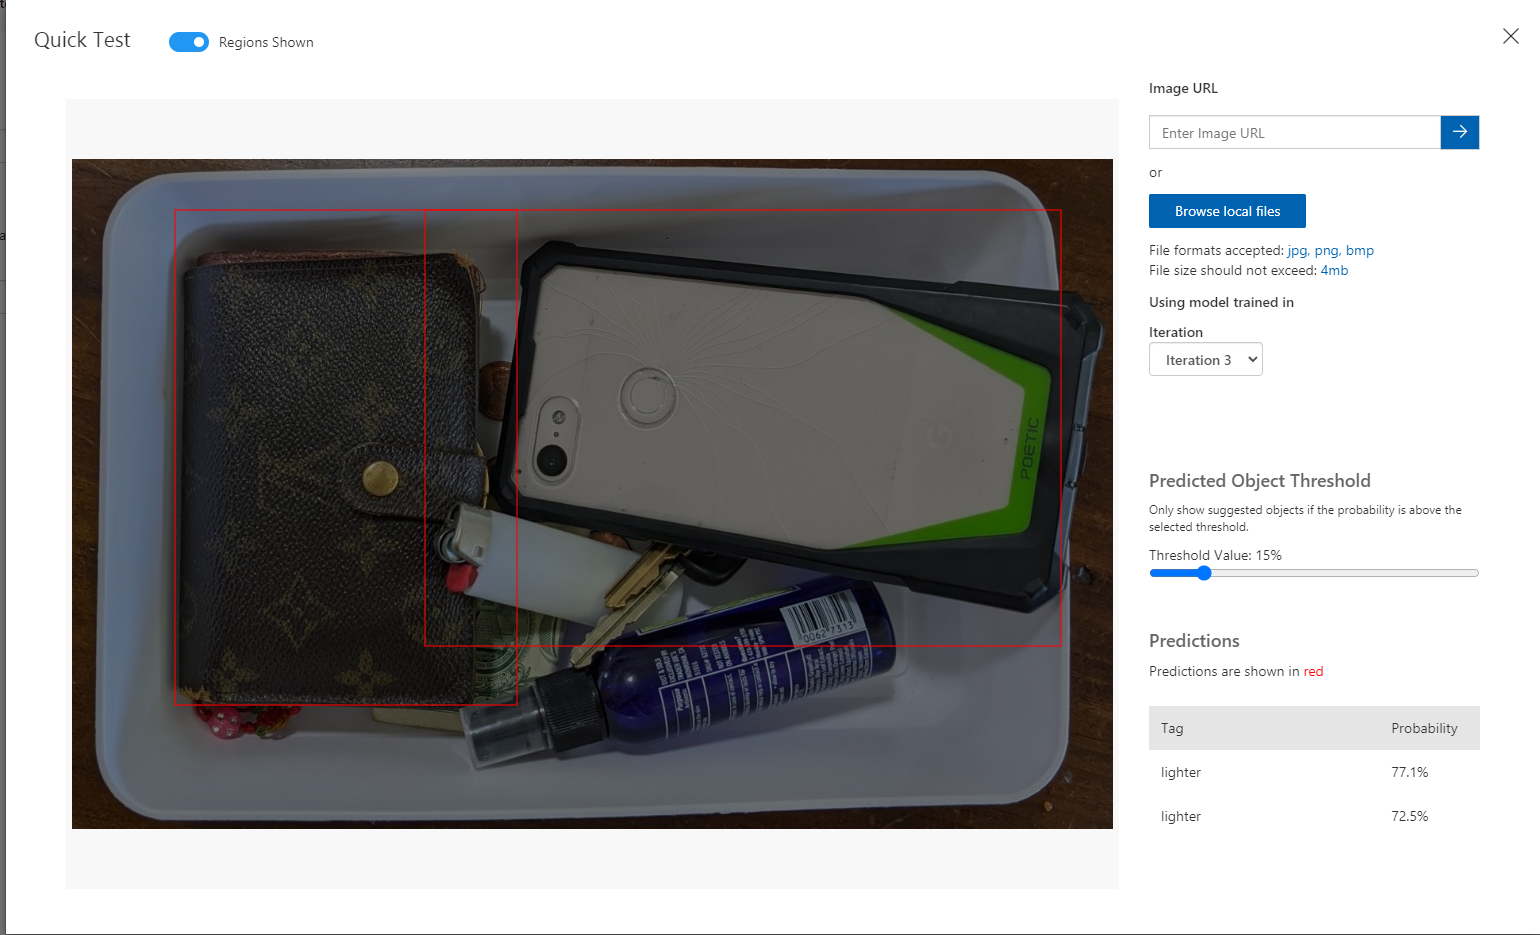 Quick Test
Regions Shown
POETIC
0062 7313
Image URL
Enter Image URL
or
Browse local files
File formats accepted: jpg, png, bmp
File size should not exceed: 4mb
Using model trained in
Iteration
Iteration 3
Predicted Object Threshold
Only show suggested objects if the probability is above the
selected threshold.
Threshold Value: 15%
Predictions
Predictions are shown in red
Tag Probability
lighter 77.1%
lighter 72.5%